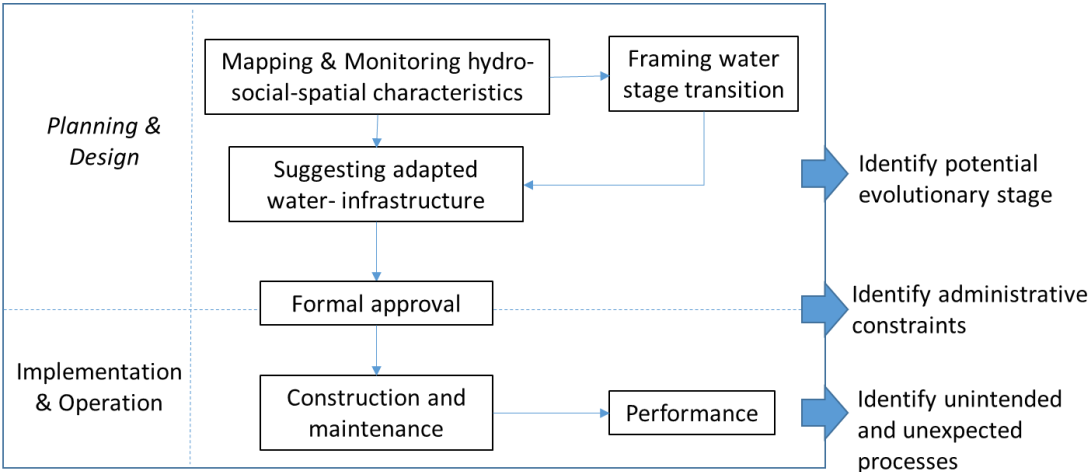 Planning &
Design
Mapping & Monitoring hydro-
social-spatial characteristics
Framing water
stage transition
Suggesting adapted
water- infrastructure
Identify potential
evolutionary stage
Formal approval
Identify administrative
constraints
Implementation
& Operation
Construction and
maintenance
Performance
Identify unintended
and unexpected
processes